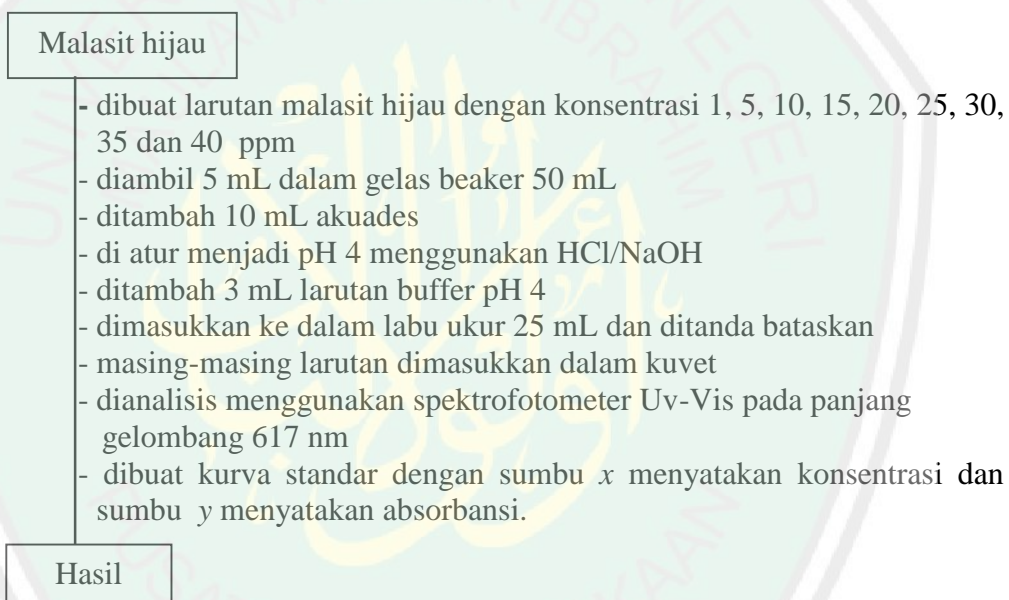 Malasit hijau
- dibuat larutan malasit hijau dengan konsentrasi 1, 5, 10, 15, 20, 25, 30,
35 dan 40 ppm
- diambil 5 mL dalam gelas beaker 50 mL
- ditambah 10 mL akuades
- di atur menjadi pH 4 menggunakan HCl/NaOH
- ditambah 3 mL larutan buffer pH 4
- dimasukkan ke dalam labu ukur 25 mL dan ditanda bataskan
- masing-masing larutan dimasukkan dalam kuvet
- dianalisis menggunakan spektrofotometer Uv-Vis pada panjang
gelombang 617 nm
- dibuat kurva standar dengan sumbu x menyatakan konsentrasi dan
sumbu y menyatakan absorbansi.
Hasil